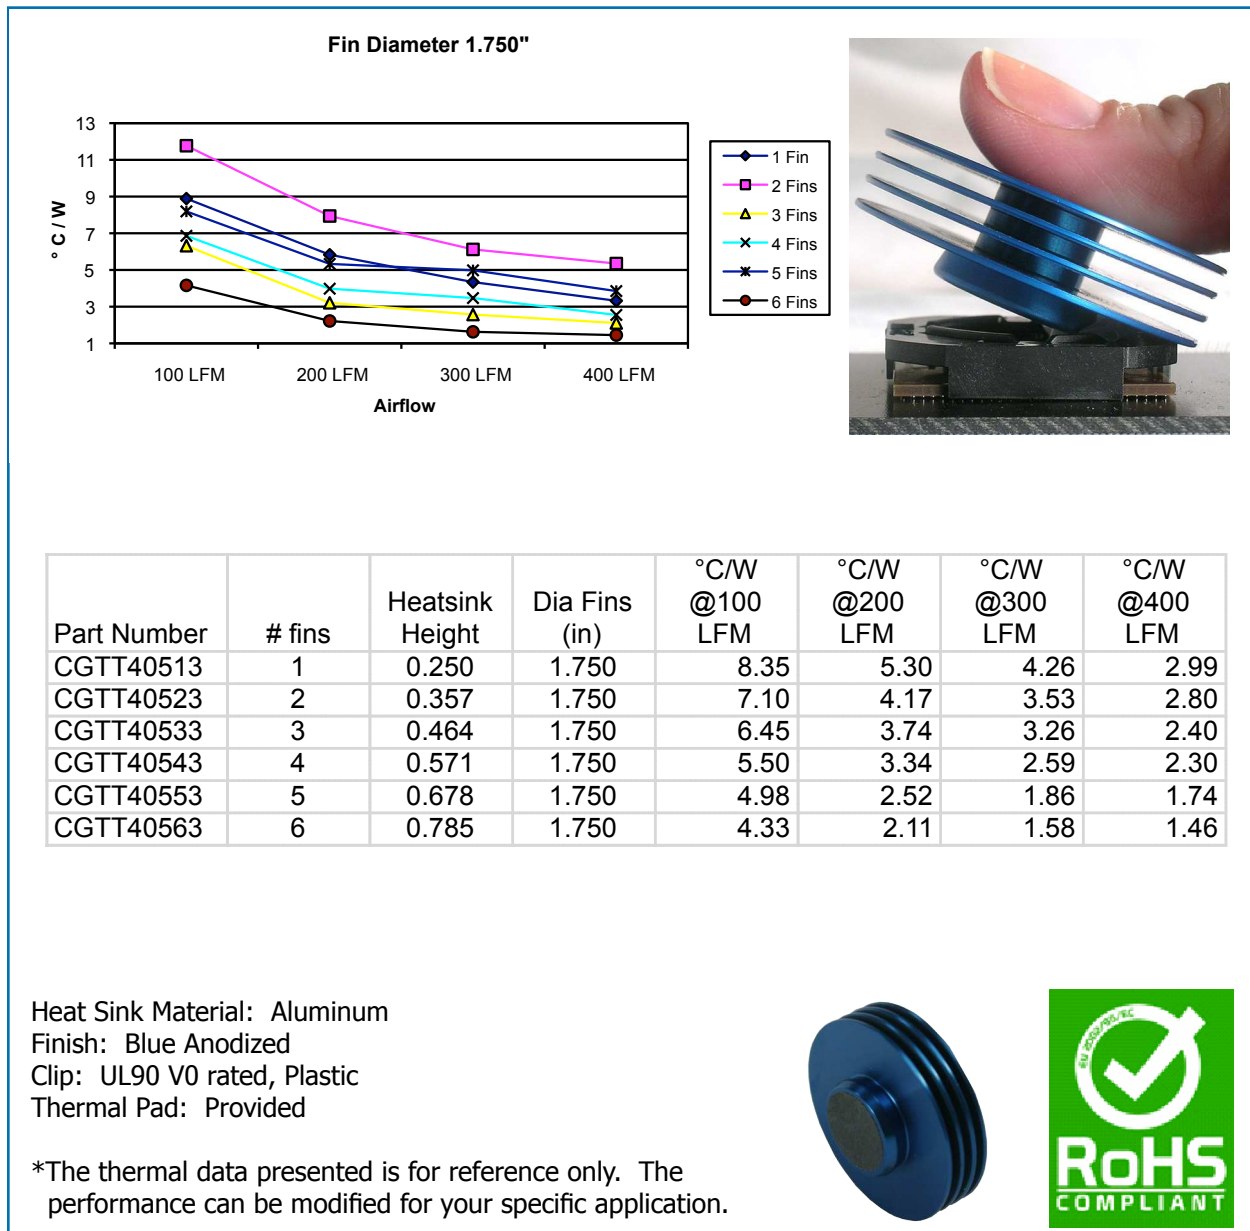 Fin Diameter 1.750"
13
11
9
7
5
3
1
° C / W
100 LFM 200 LFM 300 LFM 400 LFM
Airflow
1 Fin
2 Fins
3 Fins
4 Fins
5 Fins
6 Fins
Part Number # fins Heatsink Height Dia Fins (in) °C/W @100 LFM °C/W @200 LFM °C/W @300 LFM °C/W @400 LFM
CGTT40513 1 0.250 1.750 8.35 5.30 4.26 2.99
CGTT40523 2 0.357 1.750 7.10 4.17 3.53 2.80
CGTT40533 3 0.464 1.750 6.45 3.74 3.26 2.40
CGTT40543 4 0.571 1.750 5.50 3.34 2.59 2.30
CGTT40553 5 0.678 1.750 4.98 2.52 1.86 1.74
CGTT40563 6 0.785 1.750 4.33 2.11 1.58 1.46
Heat Sink Material: Aluminum
Finish: Blue Anodized
Clip: UL90 V0 rated, Plastic
Thermal Pad: Provided
*The thermal data presented is for reference only. The
performance can be modified for your specific application.
EU 2002/95/EC
RoHS
COMPLIANT